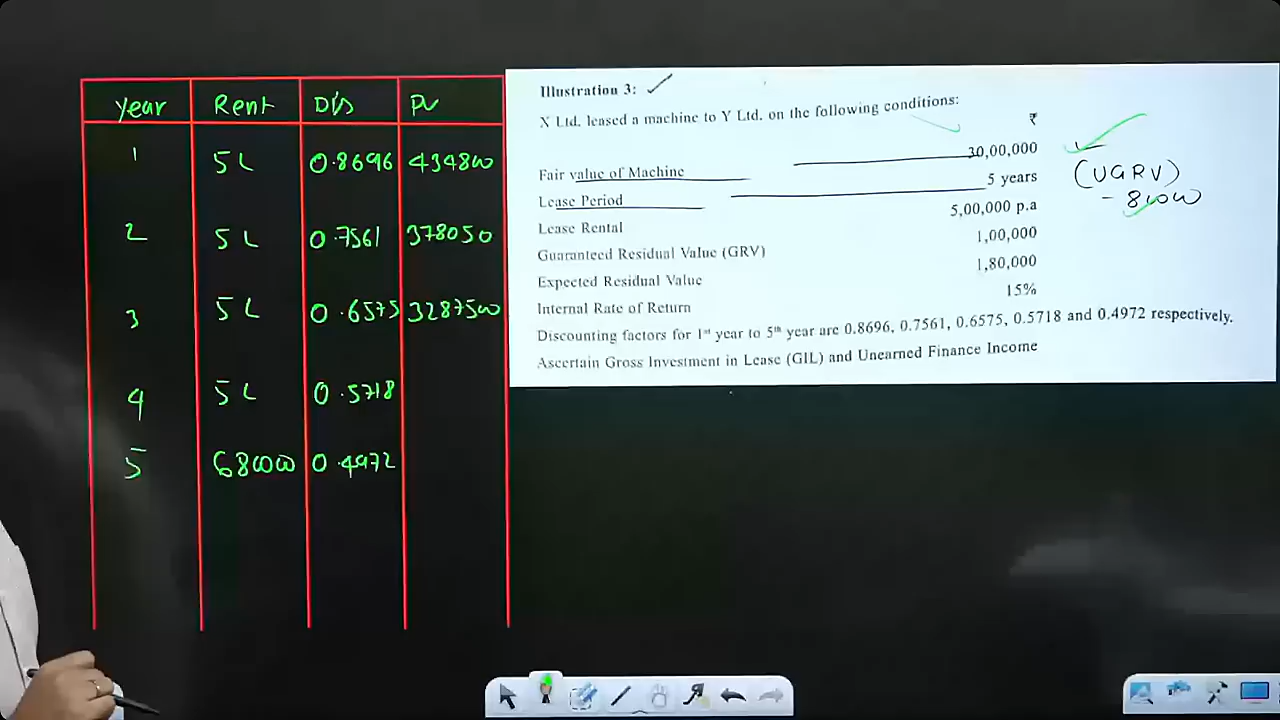 Year Rent Dis PV
1 5L 0.8696 434800
2 5L 0.7561 378050
3 5L 0.6575 3287500
4 5L 0.5718
5 680000 0.4972
Illustration 3:
X Ltd. leased a machine to Y Ltd. on the following conditions:
₹
Fair value of Machine 30,00,000
Lease Period 5 years
Lease Rental 5,00,000 p.a
Guaranteed Residual Value (GRV) 1,00,000
Expected Residual Value 1,80,000
Internal Rate of Return 15%
Discounting factors for 1st year to 5th year are 0.8696, 0.7561, 0.6575, 0.5718 and 0.4972 respectively.
Ascertain Gross Investment in Lease (GIL) and Unearned Finance Income
(UGRV)
- 80000